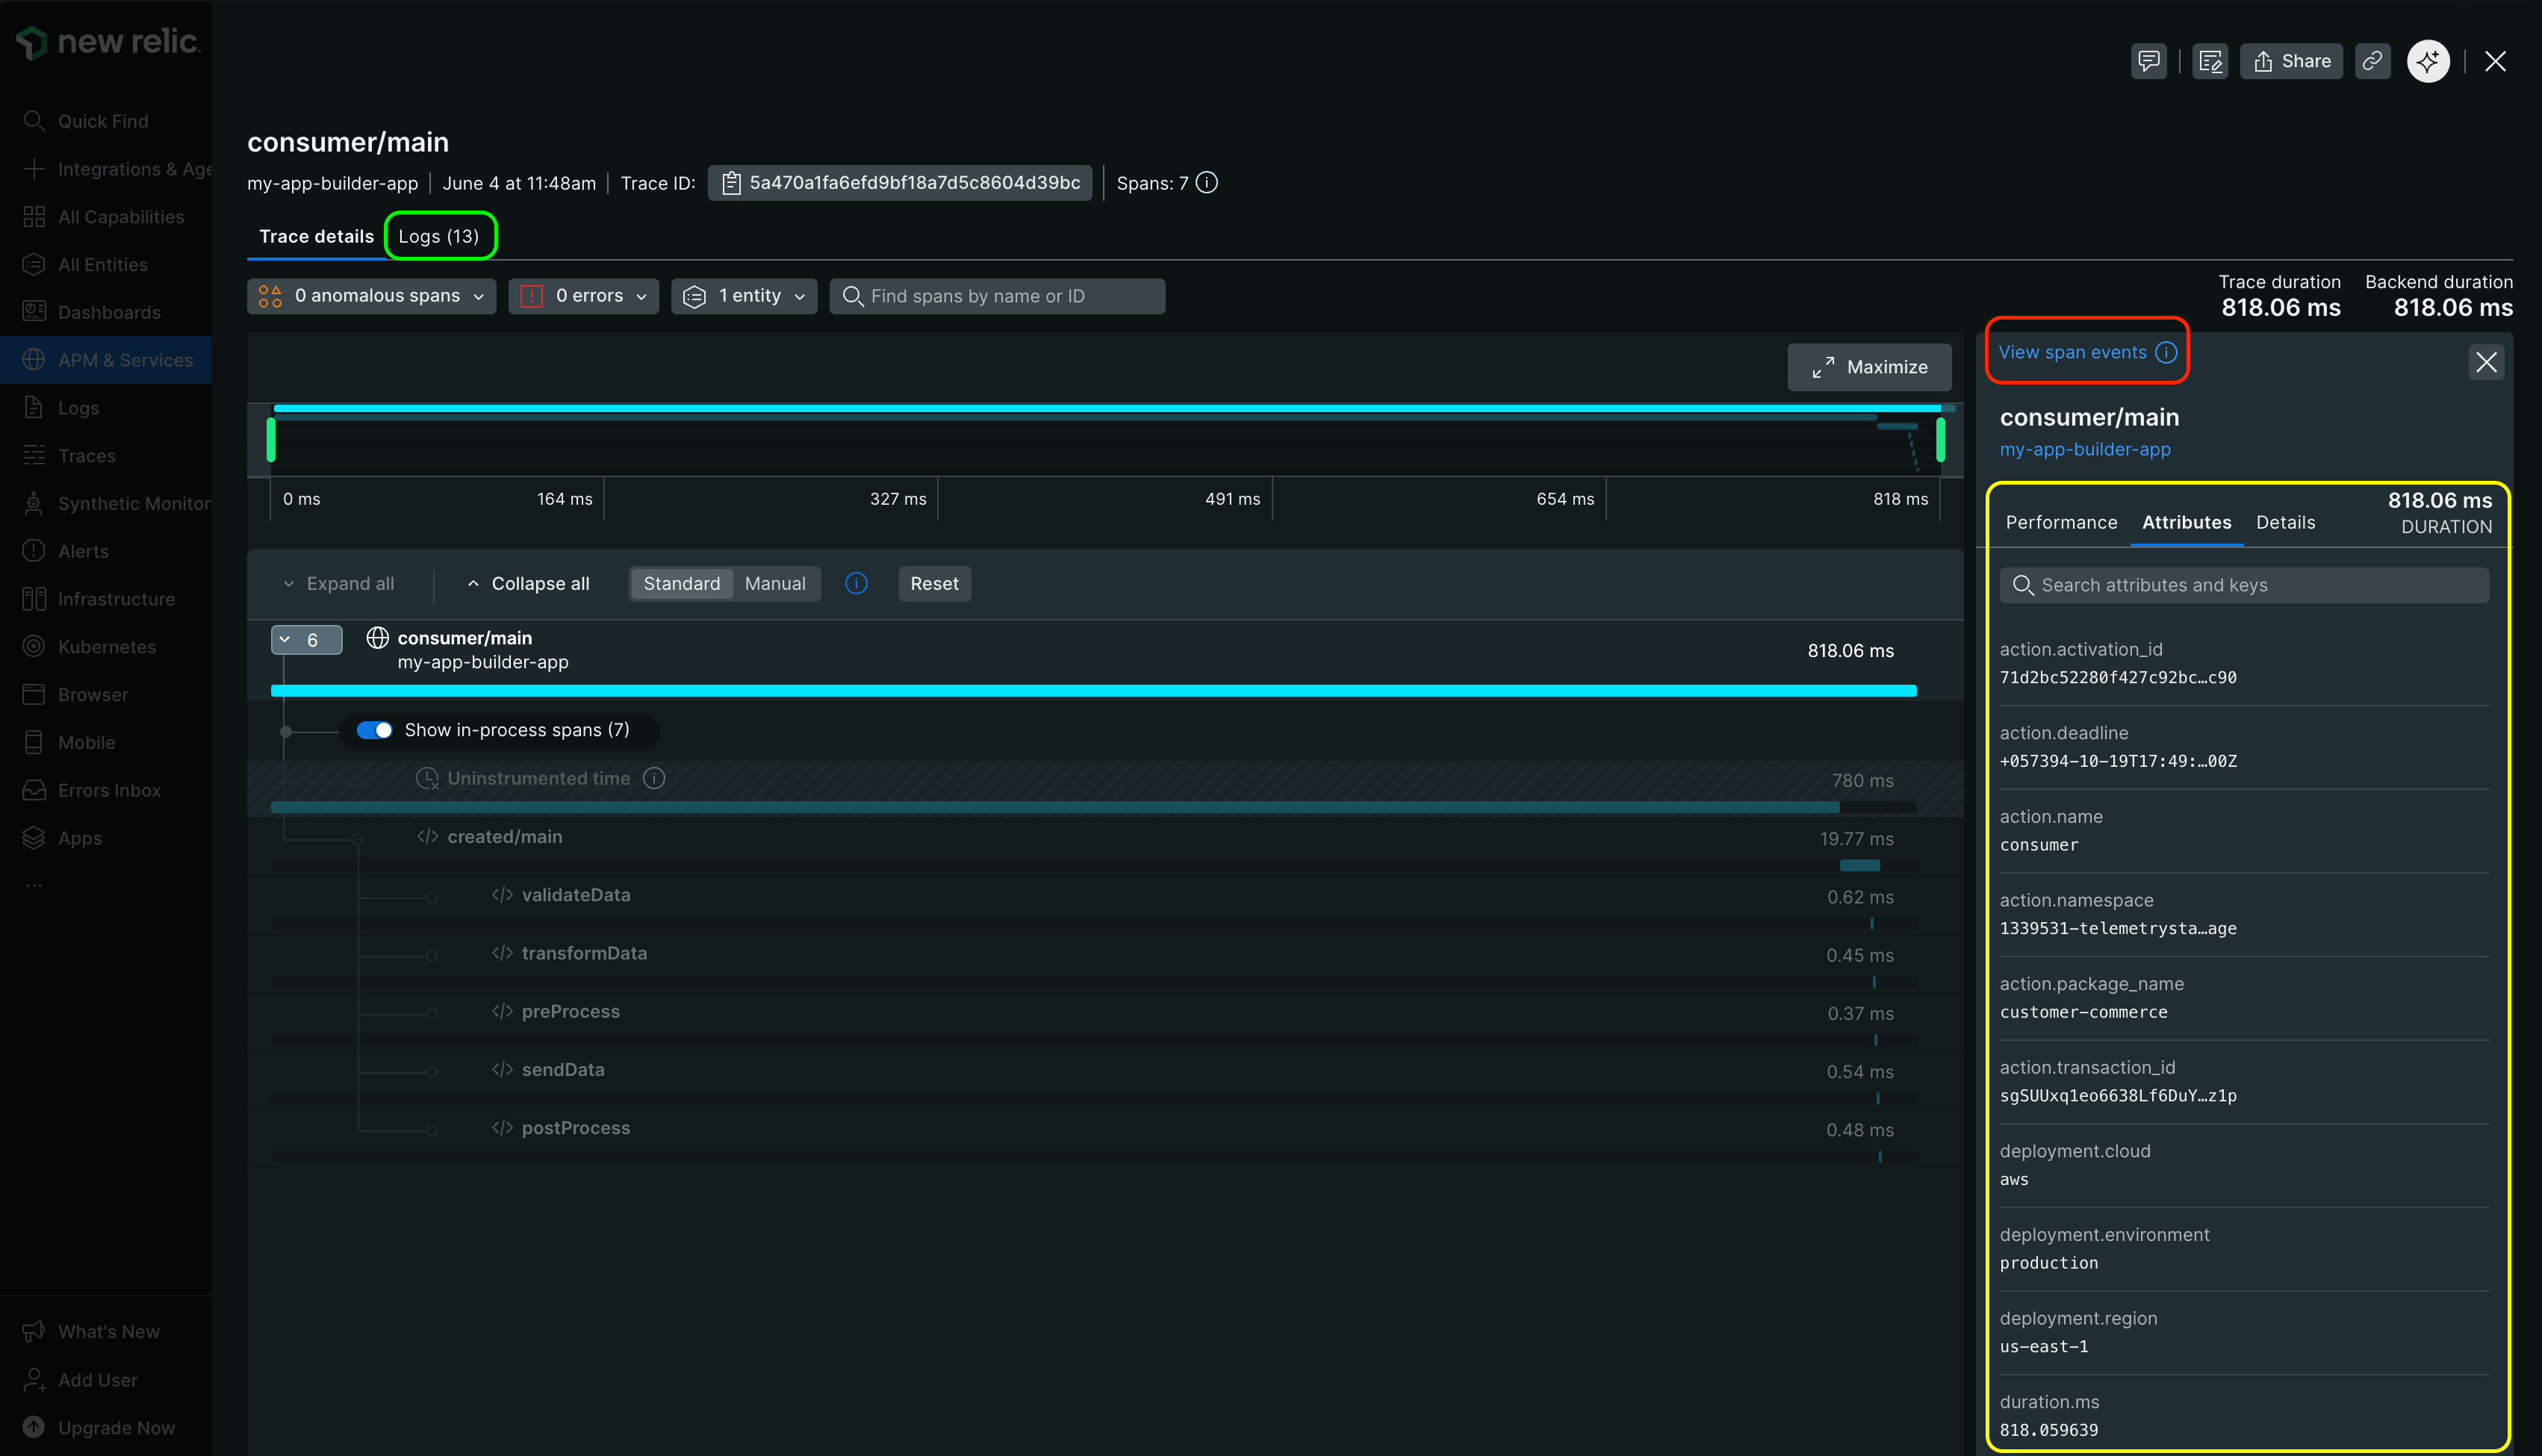 new relic.
Share
Quick Find
Integrations & Age
All Capabilities
All Entities
Dashboards
APM & Services
Logs
Traces
Synthetic Monitor
Alerts
Infrastructure
Kubernetes
Browser
Mobile
Errors Inbox
Apps
...
What's New
Add User
Upgrade Now
consumer/main
my-app-builder-app
June 4 at 11:48am
Trace ID:
5a470a1fa6efd9bf18a7d5c8604d39bc
Spans: 7
Trace details
Logs (13)
0 anomalous spans
0 errors
1 entity
Find spans by name or ID
Trace duration
818.06 ms
Backend duration
818.06 ms
Maximize
0 ms
164 ms
327 ms
491 ms
654 ms
818 ms
Expand all
Collapse all
Standard
Manual
Reset
6
consumer/main
my-app-builder-app
818.06 ms
Show in-process spans (7)
Uninstrumented time
780 ms
created/main
19.77 ms
validateData
0.62 ms
transformData
0.45 ms
preProcess
0.37 ms
sendData
0.54 ms
postProcess
0.48 ms
View span events
consumer/main
my-app-builder-app
Performance
Attributes
Details
818.06 ms
DURATION
Search attributes and keys
action.activation_id
71d2bc52280f427c92bc…c90
action.deadline
+057394-10-19T17:49:…00Z
action.name
consumer
action.namespace
1339531-telemetrysta…age
action.package_name
customer-commerce
action.transaction_id
sgSUUxq1eo6638Lf6DuY…z1p
deployment.cloud
aws
deployment.environment
production
deployment.region
us-east-1
duration.ms
818.059639